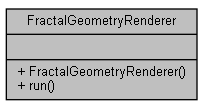 FractalGeometryRenderer
+ FractalGeometryRenderer()
+ run()